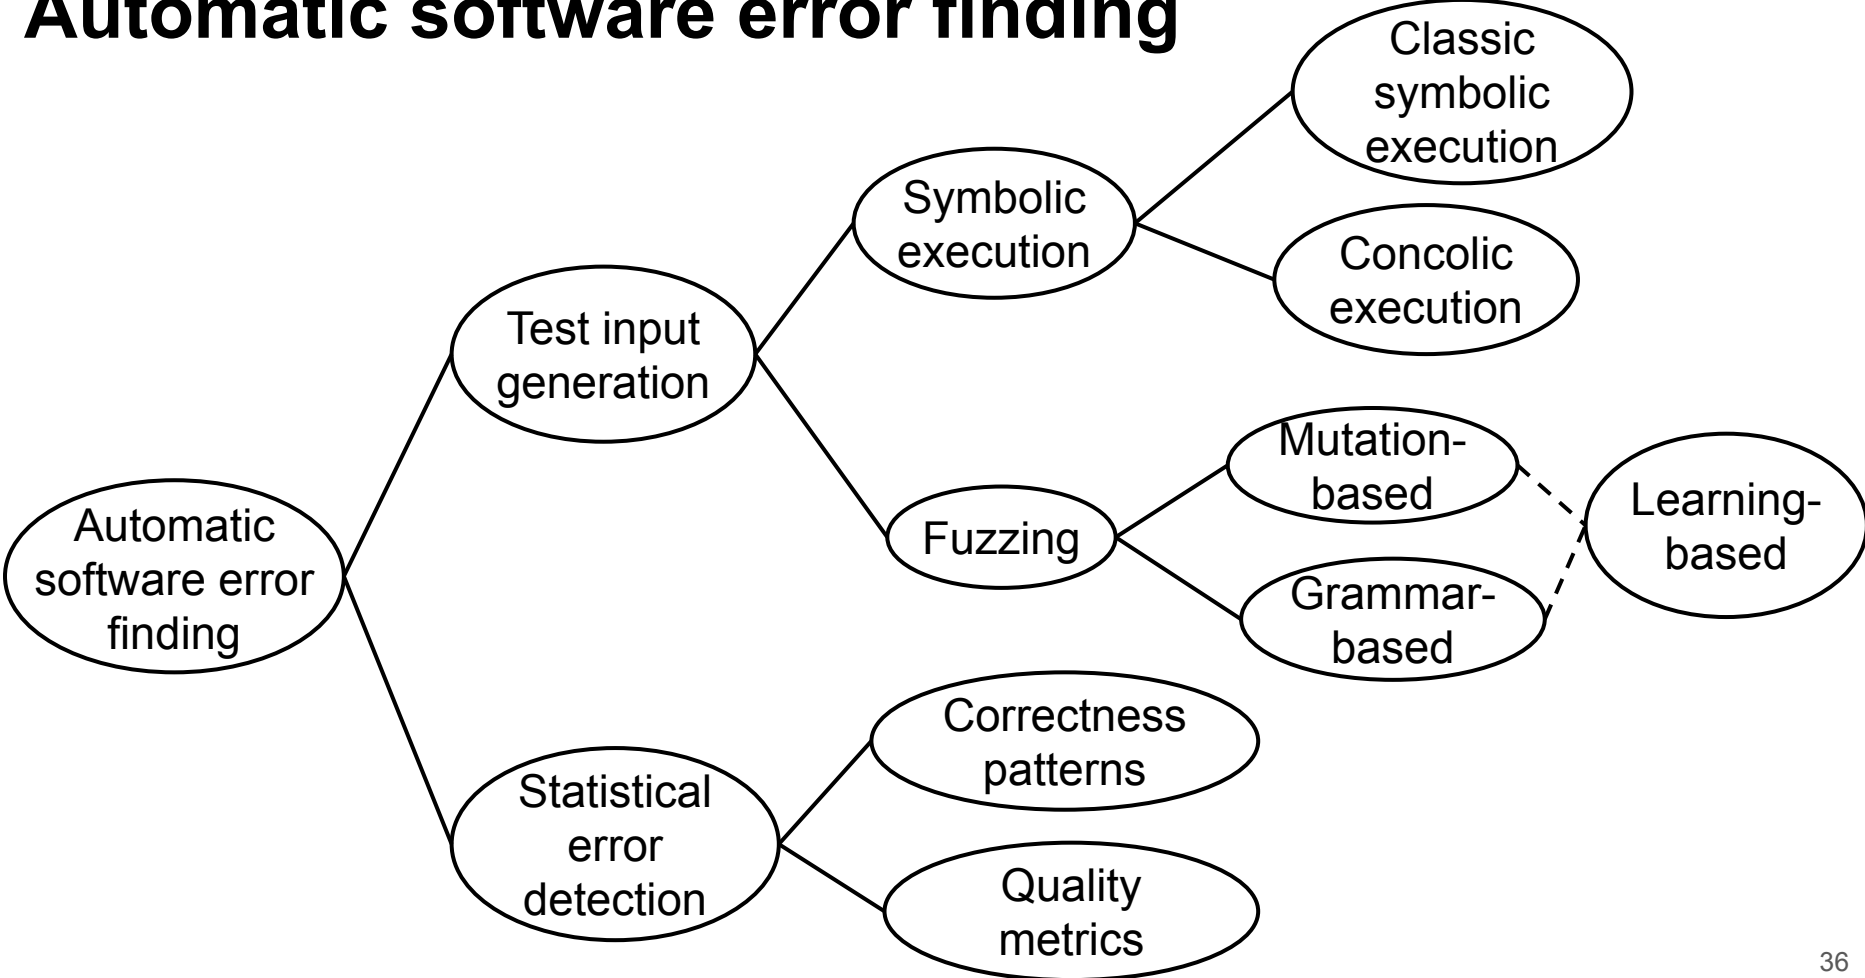 Automatic software error finding
Classic
symbolic
execution
Symbolic
execution
Concolic
execution
Test input
generation
Mutation-
based
Learning-
based
Fuzzing
Grammar-
based
Automatic
software error
finding
Correctness
patterns
Statistical
error
detection
Quality
metrics
36